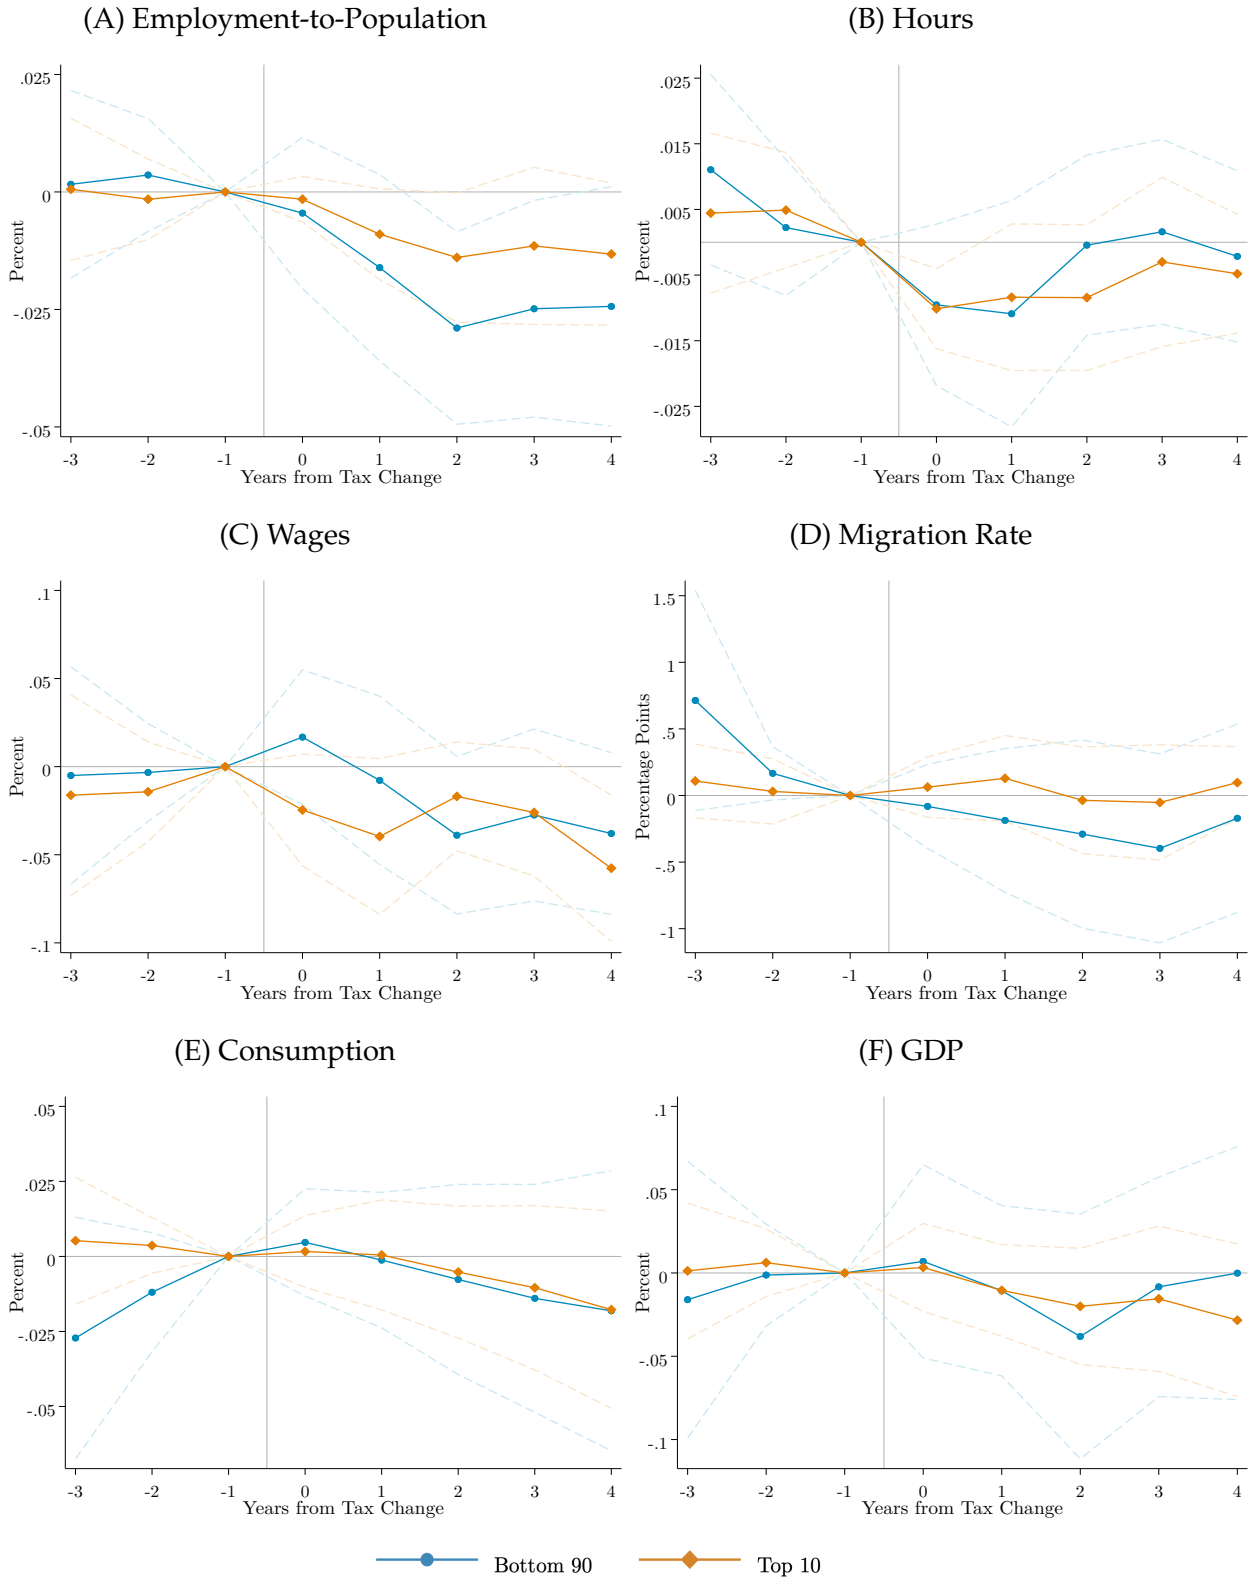 (A) Employment-to-Population
.025
0
-.025
-.05
Percent
-3 -2 -1 0 1 2 3 4
Years from Tax Change
(B) Hours
.025
.015
.005
-.005
-.015
-.025
Percent
-3 -2 -1 0 1 2 3 4
Years from Tax Change
(C) Wages
.1
.05
0
-.05
-.1
Percent
-3 -2 -1 0 1 2 3 4
Years from Tax Change
(D) Migration Rate
1.5
1
.5
0
-.5
-1
Percentage Points
-3 -2 -1 0 1 2 3 4
Years from Tax Change
(E) Consumption
.05
.025
0
-.025
-.05
Percent
-3 -2 -1 0 1 2 3 4
Years from Tax Change
(F) GDP
.1
.05
0
-.05
-.1
Percent
-3 -2 -1 0 1 2 3 4
Years from Tax Change
Bottom 90 Top 10